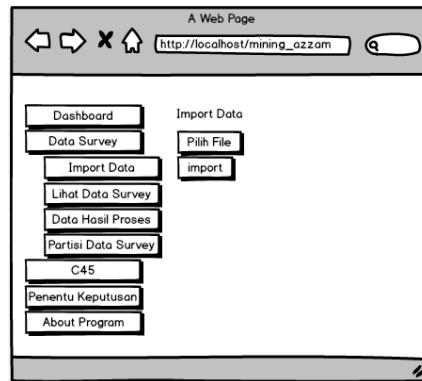 A Web Page
http://localhost/mining_azzam
Dashboard
Data Survey
Import Data
Lihat Data Survey
Data Hasil Proses
Partisi Data Survey
C45
Penentu Keputusan
About Program
Import Data
Pilih File
import